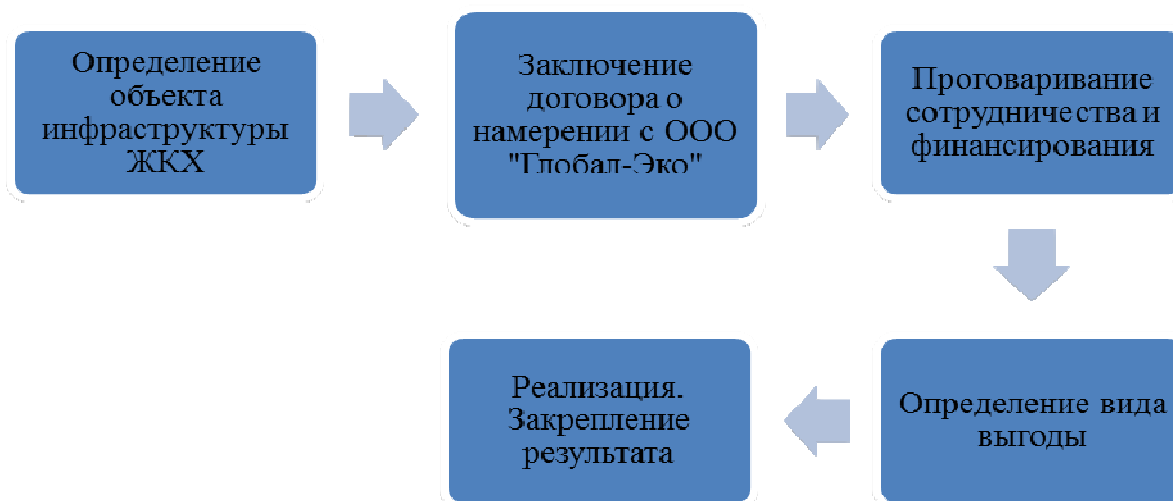 Определение
объекта
инфраструктуры
ЖКХ
Заключение
договора о
намерении с ООО
"Глобал-Эко"
Проговаривание
сотрудничества и
финансирования
Определение вида
выгоды
Реализация.
Закрепление
результата